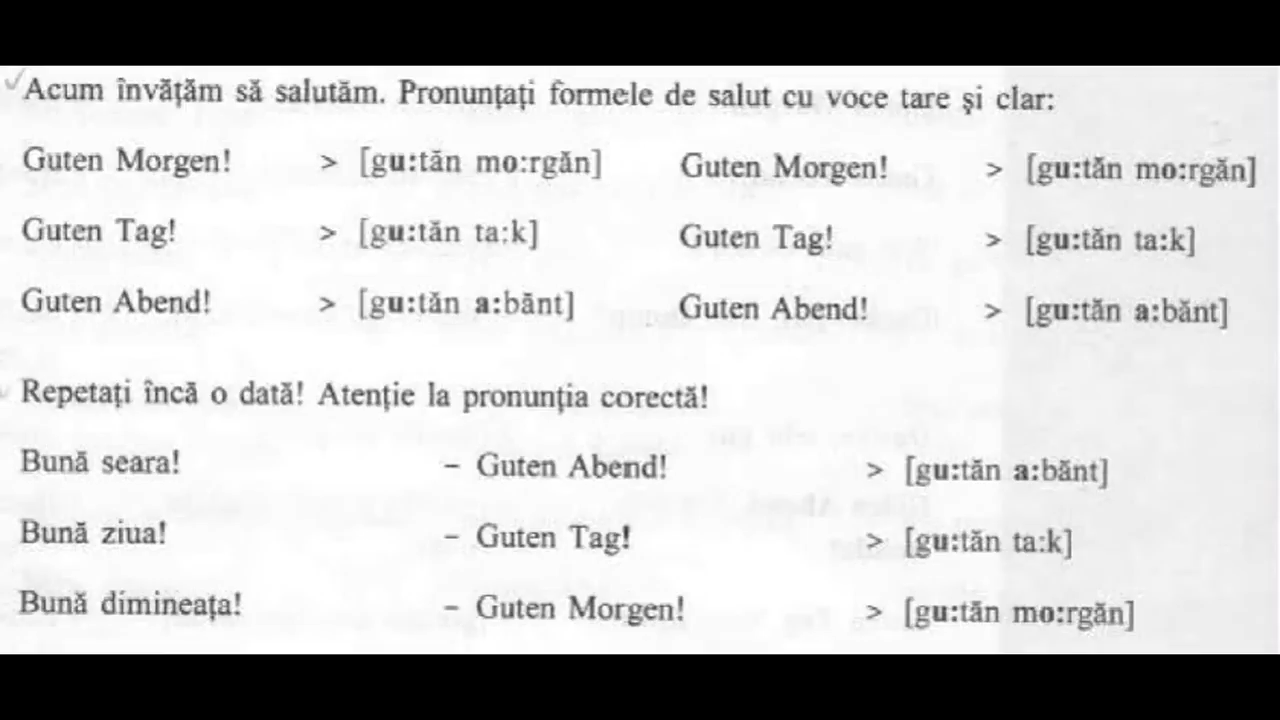 Acum învățăm să salutăm. Pronunțați formele de salut cu voce tare și clar:
Guten Morgen! > [gu:tăn mo:rgăn] Guten Morgen! > [gu:tăn mo:rgăn]
Guten Tag! > [gu:tăn ta:k] Guten Tag! > [gu:tăn ta:k]
Guten Abend! > [gu:tăn a:bănt] Guten Abend! > [gu:tăn a:bănt]
Repetați încă o dată! Atenție la pronunția corectă!
Bună seara! – Guten Abend! > [gu:tăn a:bănt]
Bună ziua! – Guten Tag! > [gu:tăn ta:k]
Bună dimineața! – Guten Morgen! > [gu:tăn mo:rgăn]